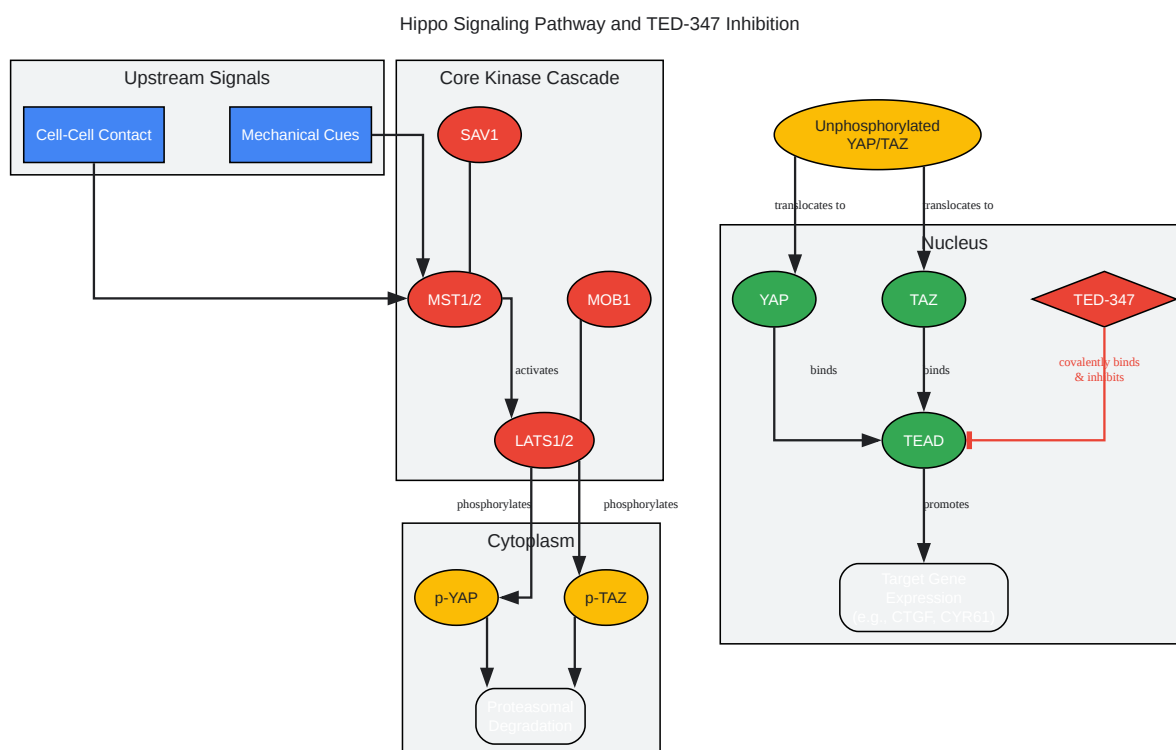 Hippo Signaling Pathway and TED-347 Inhibition
Upstream Signals
Cell-Cell Contact
Mechanical Cues
Core Kinase Cascade
SAV1
MST1/2
MOB1
activates
LATS1/2
phosphorylates
phosphorylates
Cytoplasm
p-YAP
p-TAZ
Proteasomal
Degradation
Unphosphorylated
YAP/TAZ
translocates to
translocates to
Nucleus
YAP
TAZ
TED-347
binds
binds
covalently binds
& inhibits
TEAD
promotes
Target Gene
Expression
(e.g., CTGF, CYR61)